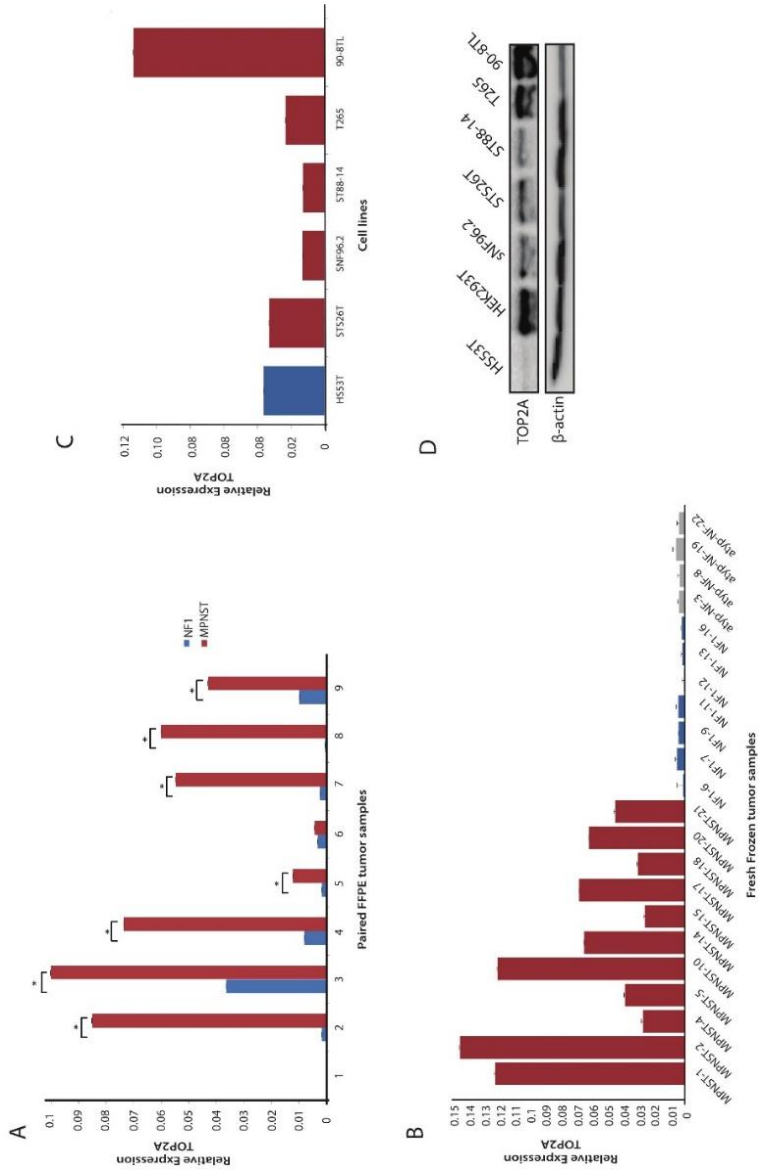 A
Relative Expression
TOP2A
0.1
0.09
0.08
0.07
0.06
0.05
0.04
0.03
0.02
0.01
0
* * * * * * *
NF1
MPNST
1 2 3 4 5 6 7 8 9
Paired FFPE tumor samples
C
Relative Expression
TOP2A
0.12
0.10
0.08
0.08
0.08
0.02
0
HS53T STS26T SNF96.2 ST88-14 T265 90-8TL
Cell lines
B
Relative Expression
TOP2A
0.15
0.14
0.13
0.12
0.11
0.1
0.09
0.08
0.07
0.06
0.05
0.04
0.03
0.02
0.01
0
MPNST-1 MPNST-2 MPNST-4 MPNST-5 MPNST-10 MPNST-14 MPNST-15 MPNST-17 MPNST-18 MPNST-20 MPNST-21 NF1-6 NF1-7 NF1-9 NF1-11 NF1-12 NF1-13 NF1-16 atyp-NF-3 atyp-NF-8 atyp-NF-19 atyp-NF-22
Fresh Frozen tumor samples
D
HS53T HEK293T sNF96.2 STS26T ST88-14 T265 90-8TL
TOP2A
β-actin